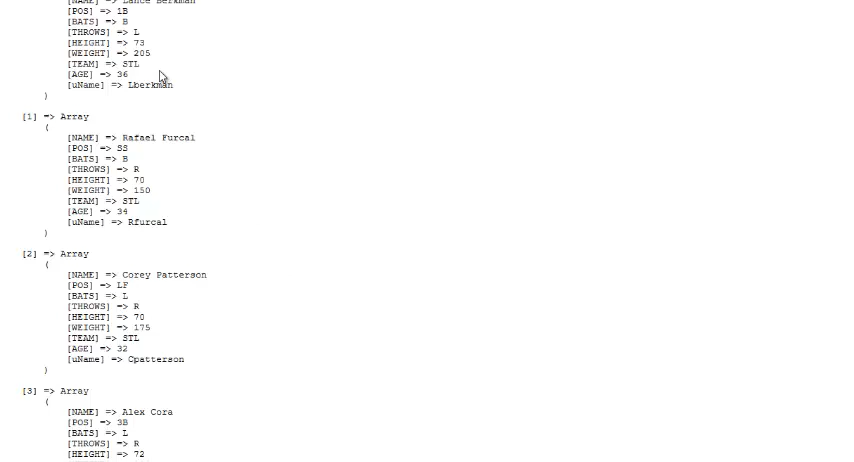 [NAME] => Lance Berkman
[POS] => 1B
[BATS] => B
[THROWS] => L
[HEIGHT] => 73
[WEIGHT] => 205
[TEAM] => STL
[AGE] => 36
[uName] => Lberkman
)
[1] => Array
(
[NAME] => Rafael Furcal
[POS] => SS
[BATS] => B
[THROWS] => R
[HEIGHT] => 70
[WEIGHT] => 150
[TEAM] => STL
[AGE] => 34
[uName] => Rfurcal
)
[2] => Array
(
[NAME] => Corey Patterson
[POS] => LF
[BATS] => L
[THROWS] => R
[HEIGHT] => 70
[WEIGHT] => 175
[TEAM] => STL
[AGE] => 32
[uName] => Cpatterson
)
[3] => Array
(
[NAME] => Alex Cora
[POS] => 3B
[BATS] => L
[THROWS] => R
[HEIGHT] => 72